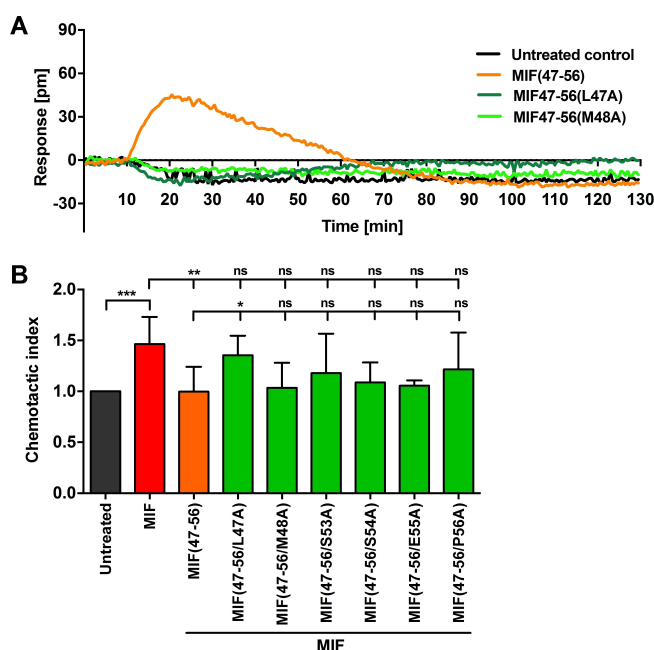 A
90
60
30
0
-30
Response [pm]
10 20 30 40 50 60 70 80 90 100 110 120 130
Time [min]
Untreated control
MIF(47-56)
MIF47-56(L47A)
MIF47-56(M48A)
B
** ns ns ns ns ns ns
*** * ns ns ns ns ns
2.0
1.5
1.0
0.5
0.0
Chemotactic index
Untreated
MIF
MIF(47-56)
MIF(47-56/L47A)
MIF(47-56/M48A)
MIF(47-56/S53A)
MIF(47-56/S54A)
MIF(47-56/E55A)
MIF(47-56/P56A)
MIF